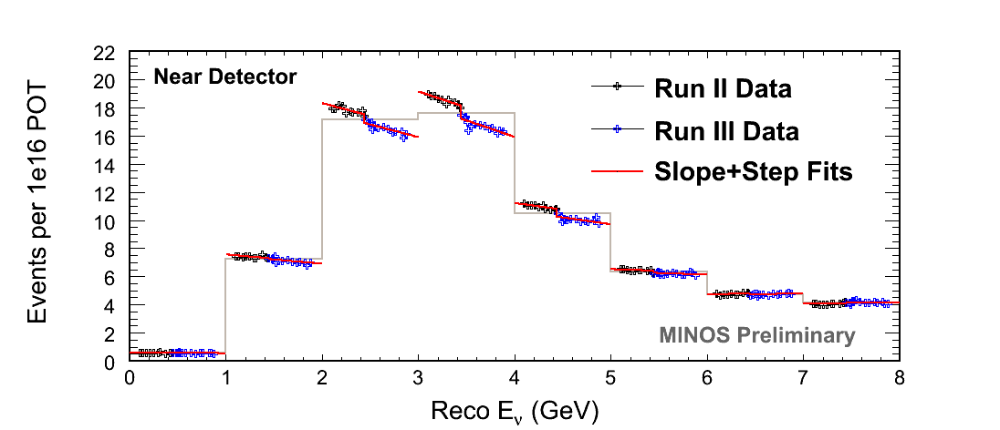 22
20
18
16
14
12
10
8
6
4
2
0
Events per 1e16 POT
Near Detector
Run II Data
Run III Data
Slope+Step Fits
MINOS Preliminary
0 1 2 3 4 5 6 7 8
Reco Eν (GeV)